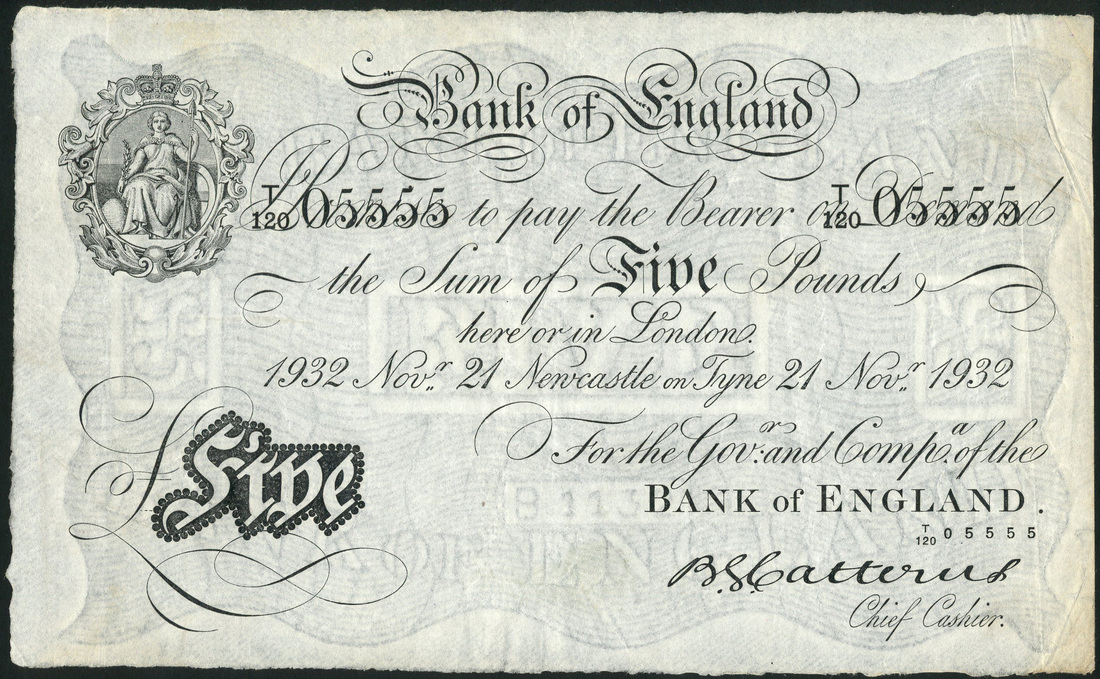 Bank of England
T/120 05555 to pay the Bearer on Demand T/120 05555
the Sum of Five Pounds
here or in London.
1932 Novr. 21 Newcastle on Tyne 21 Novr. 1932
For the Govr. and Compa. of the
£Five
BANK of ENGLAND.
T/120 05555
B.G. Catterns
Chief Cashier.